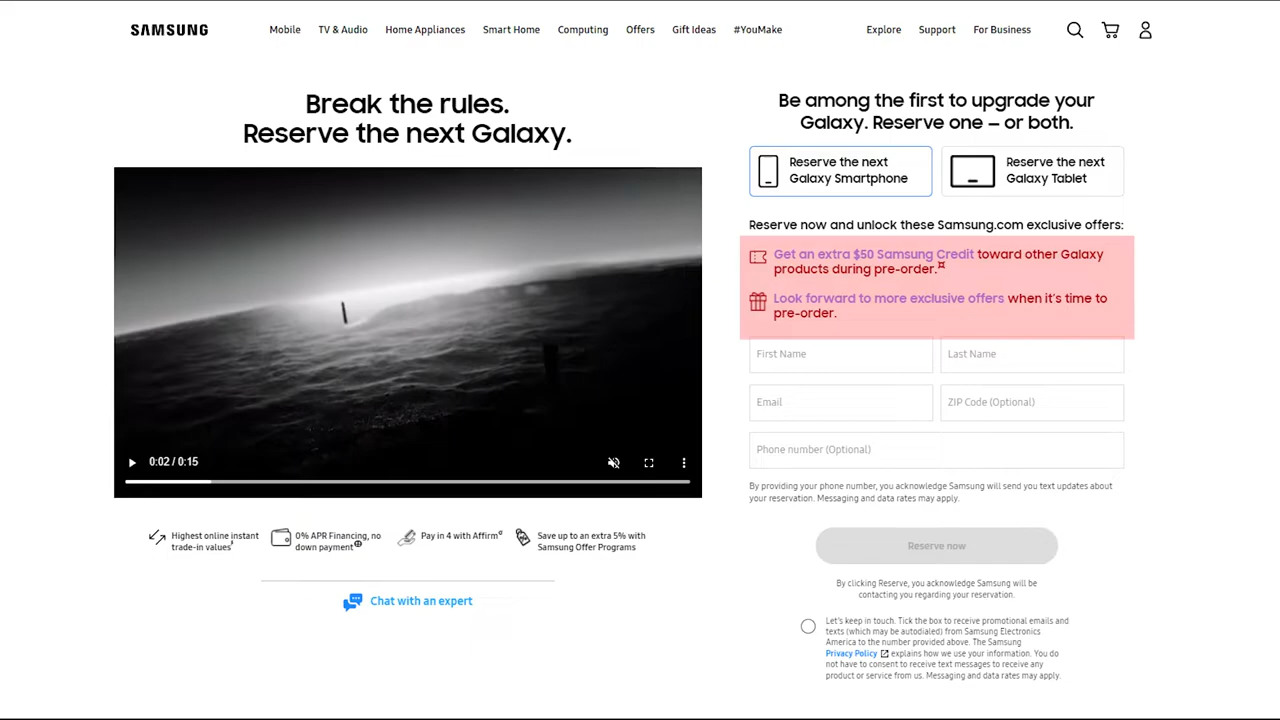 SAMSUNG
Mobile
TV & Audio
Home Appliances
Smart Home
Computing
Offers
Gift Ideas
#YouMake
Explore
Support
For Business
Break the rules.
Reserve the next Galaxy.
0:02 / 0:15
Highest online instant
trade-in values
0% APR Financing, no
down payment
Pay in 4 with Affirm
Save up to an extra 5% with
Samsung Offer Programs
Chat with an expert
Be among the first to upgrade your
Galaxy. Reserve one – or both.
Reserve the next
Galaxy Smartphone
Reserve the next
Galaxy Tablet
Reserve now and unlock these Samsung.com exclusive offers:
Get an extra $50 Samsung Credit toward other Galaxy
products during pre-order.¤
Look forward to more exclusive offers when it's time to
pre-order.
First Name
Last Name
Email
ZIP Code (Optional)
Phone number (Optional)
By providing your phone number, you acknowledge Samsung will send you text updates about
your reservation. Messaging and data rates may apply.
Reserve now
By clicking Reserve, you acknowledge Samsung will be
contacting you regarding your reservation.
Let's keep in touch. Tick the box to receive promotional emails and
texts (which may be autodialed) from Samsung Electronics
America to the number provided above. The Samsung
Privacy Policy explains how we use your information. You do
not have to consent to receive text messages to receive any
product or service from us. Messaging and data rates may apply.